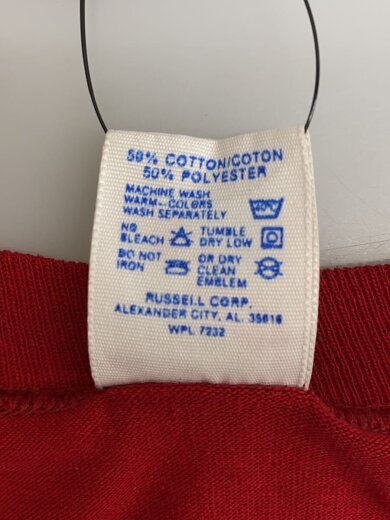 50% COTTON/COTON
50% POLYESTER
MACHINE WASH
WARM-COLORS
WASH SEPARATELY
NO BLEACH
TUMBLE DRY LOW
DO NOT IRON
OR DRY CLEAN EMBLEM
RUSSELL CORP.
ALEXANDER CITY, AL. 35010
WPL 7232